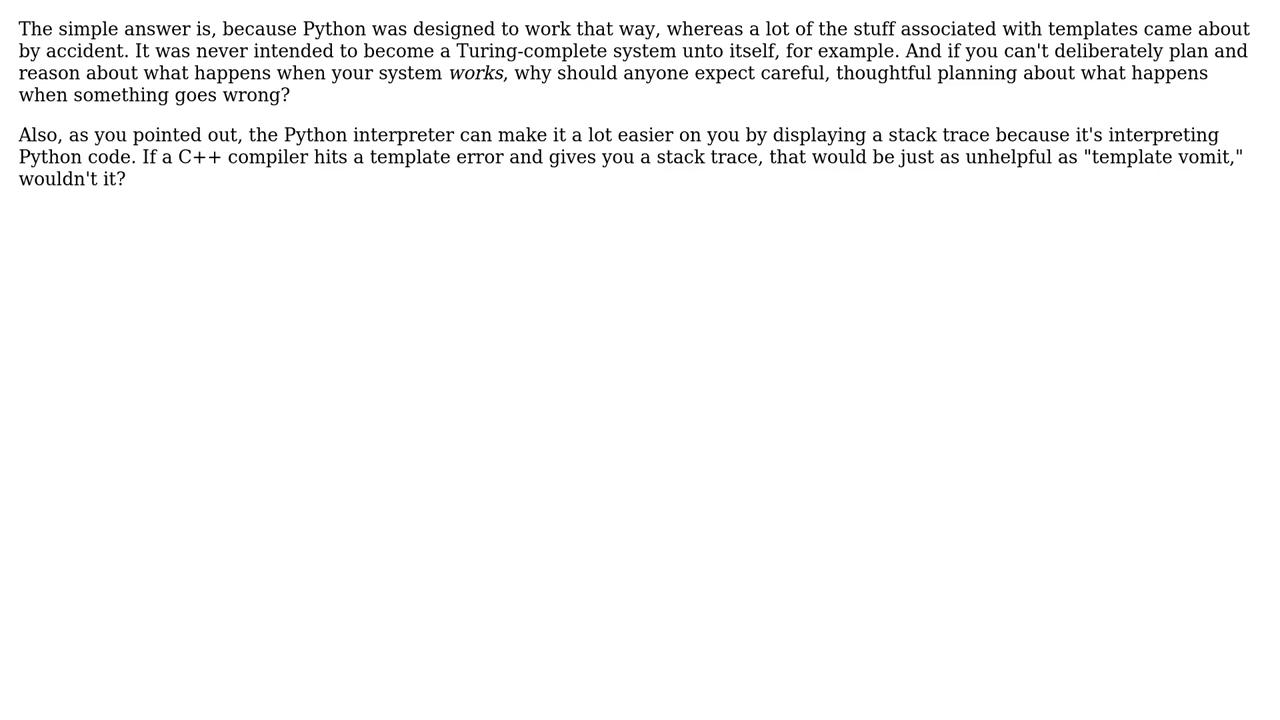 The simple answer is, because Python was designed to work that way, whereas a lot of the stuff associated with templates came about
by accident. It was never intended to become a Turing-complete system unto itself, for example. And if you can't deliberately plan and
reason about what happens when your system works, why should anyone expect careful, thoughtful planning about what happens
when something goes wrong?
Also, as you pointed out, the Python interpreter can make it a lot easier on you by displaying a stack trace because it's interpreting
Python code. If a C++ compiler hits a template error and gives you a stack trace, that would be just as unhelpful as "template vomit,"
wouldn't it?